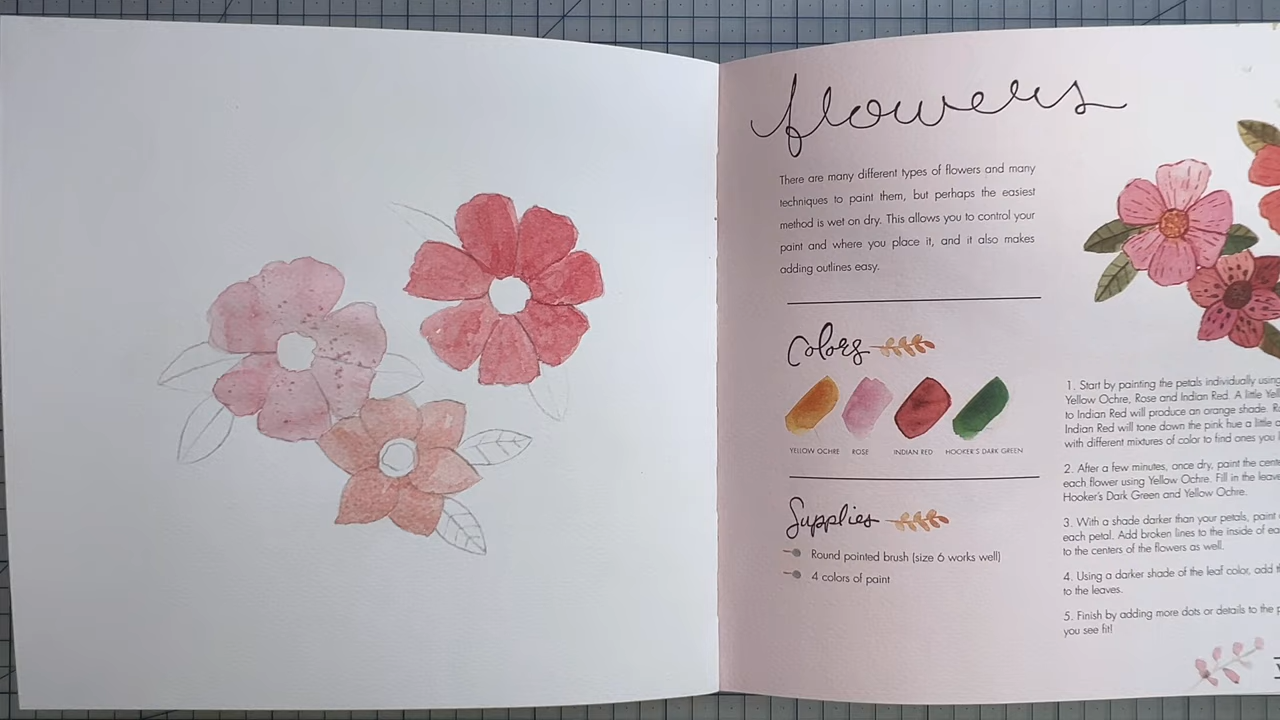 flowers
There are many different types of flowers and many
techniques to paint them, but perhaps the easiest
method is wet on dry. This allows you to control your
paint and where you place it, and it also makes
adding outlines easy.
Colors
YELLOW OCHRE ROSE INDIAN RED HOOKER'S DARK GREEN
Supplies
Round pointed brush (size 6 works well)
4 colors of paint
1. Start by painting the petals individually using
Yellow Ochre, Rose and Indian Red. A little
to Indian Red will produce an orange shade.
Indian Red will tone down the pink hue a little
with different mixtures of color to find ones you
2. After a few minutes, once dry, paint the
each flower using Yellow Ochre. Fill in the
Hooker's Dark Green and Yellow Ochre.
3. With a shade darker than your petals, paint
each petal. Add broken lines to the inside of
to the centers of the flowers as well.
4. Using a darker shade of the leaf color, add
to the leaves.
5. Finish by adding more dots or details to the
you see fit!